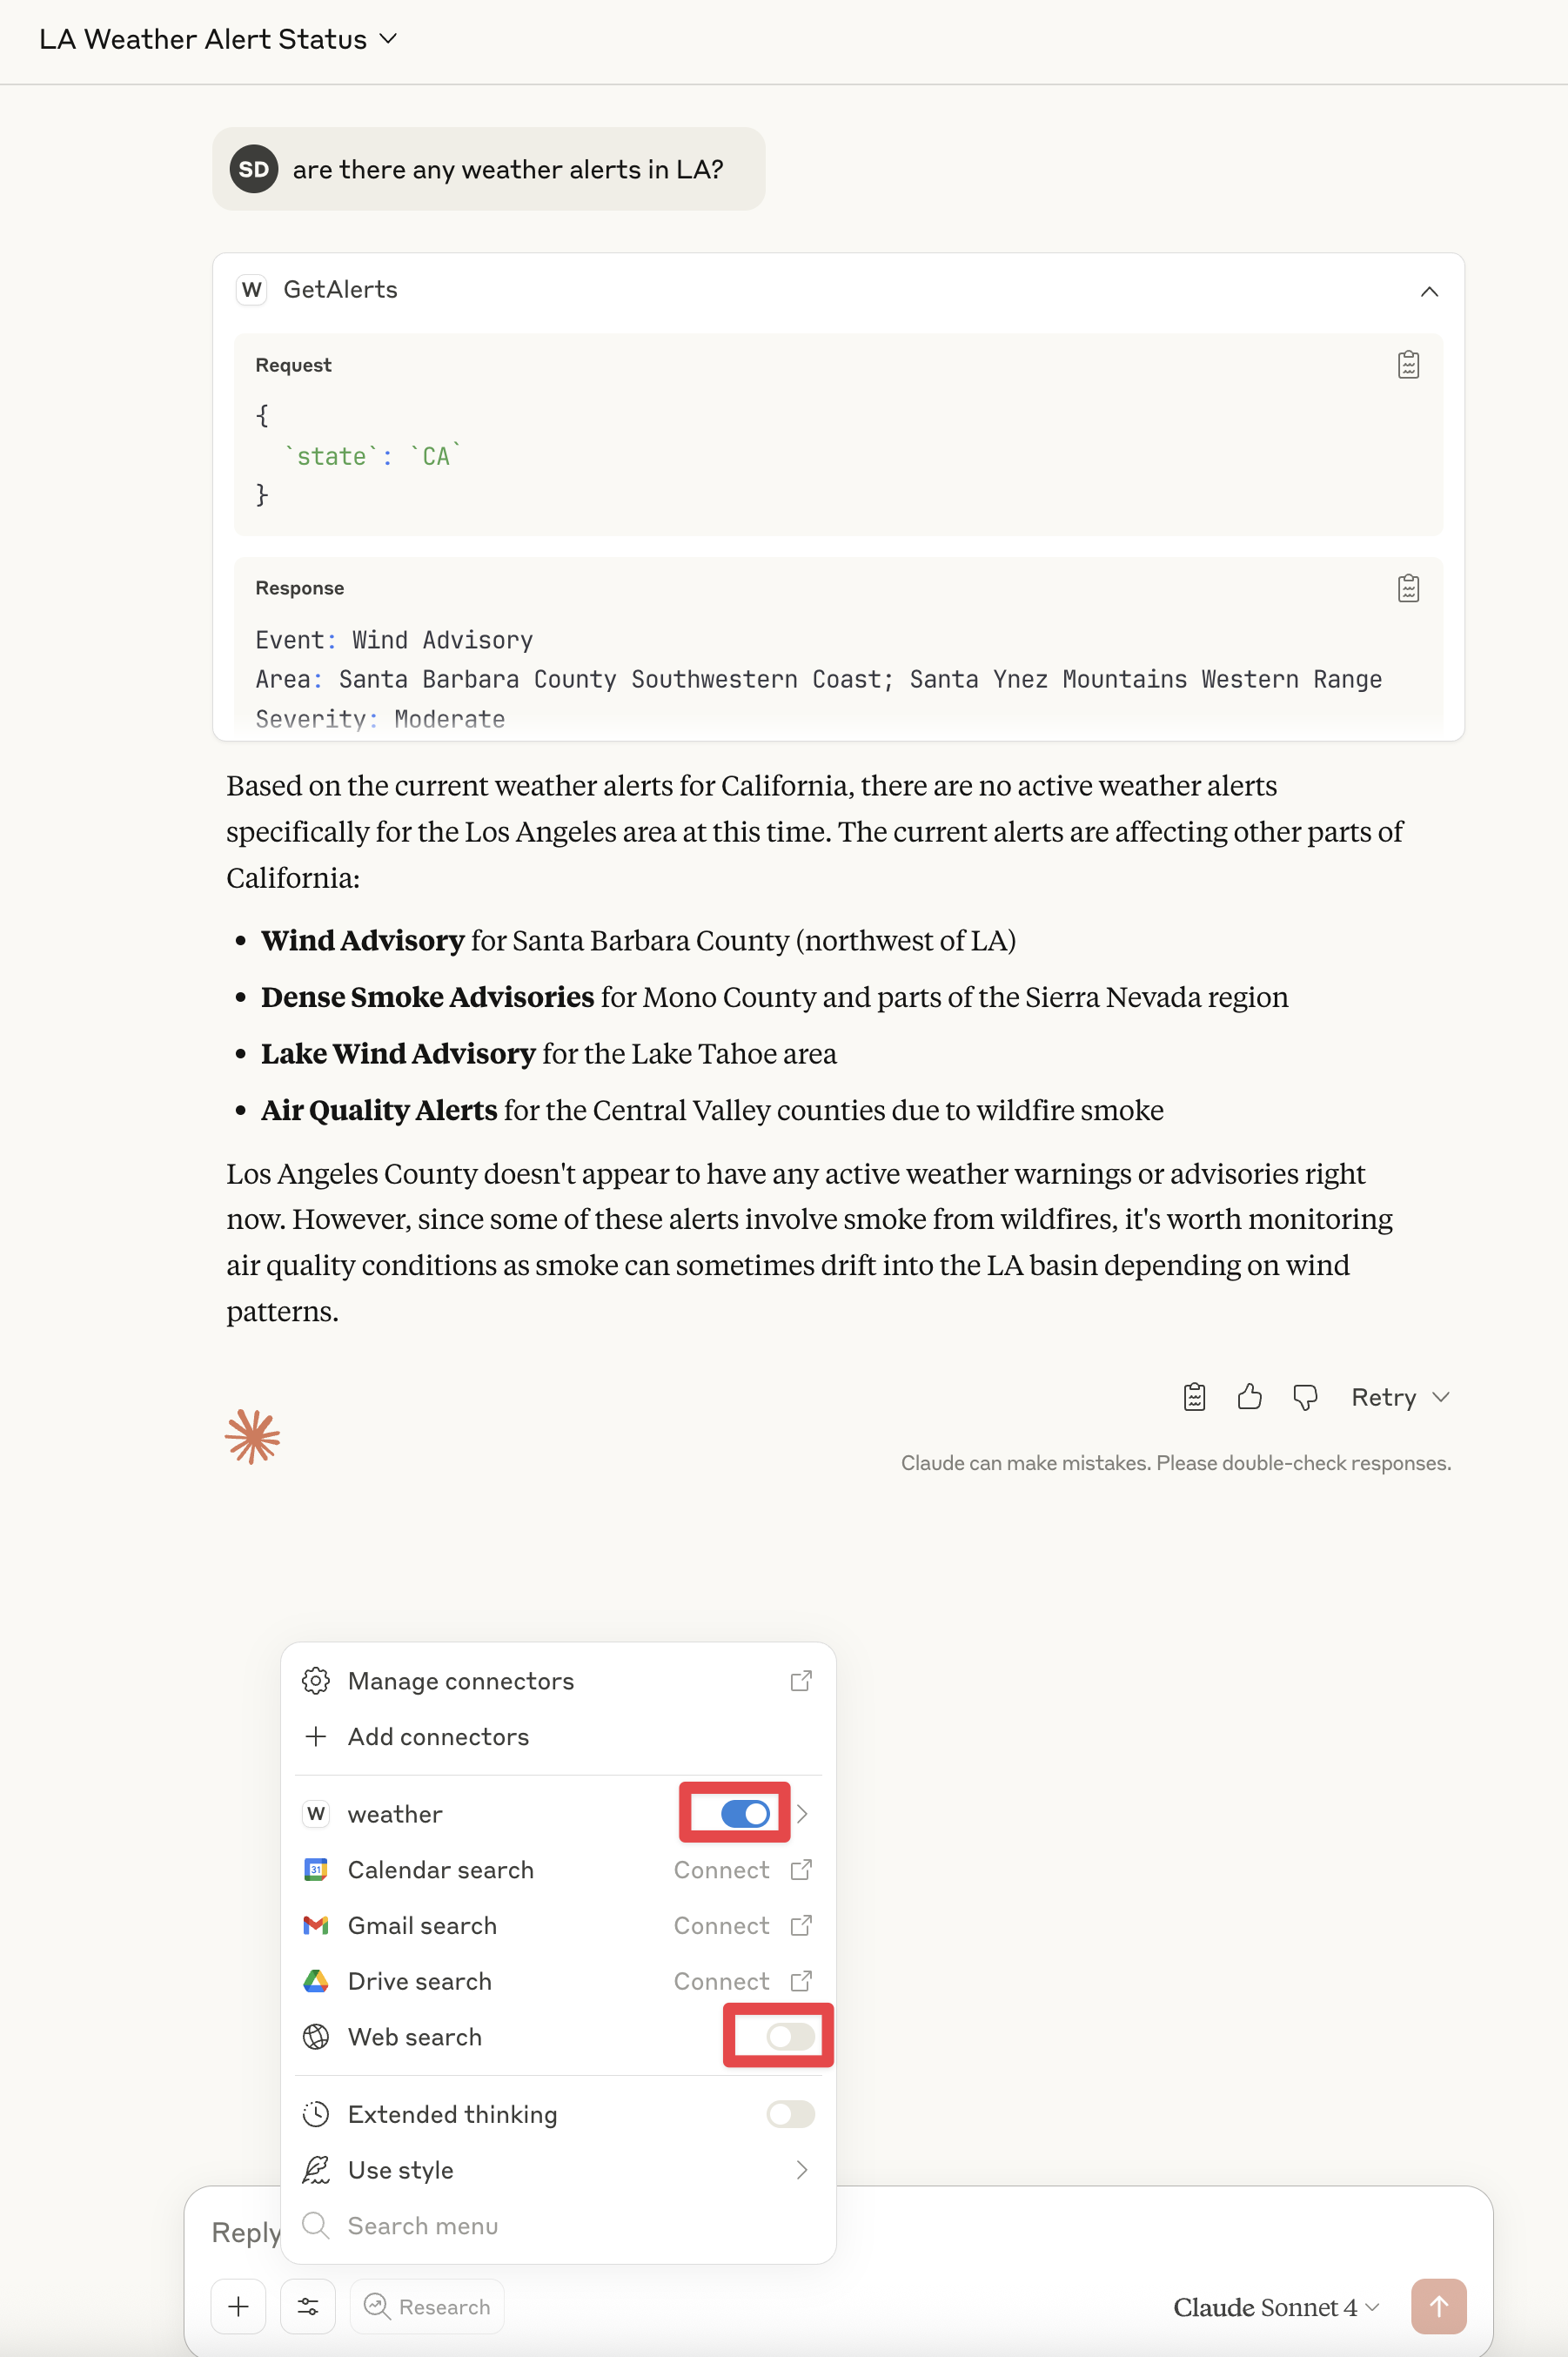 LA Weather Alert Status
SD are there any weather alerts in LA?
W GetAlerts
Request
{
`state`: `CA`
}
Response
Event: Wind Advisory
Area: Santa Barbara County Southwestern Coast; Santa Ynez Mountains Western Range
Severity: Moderate
Based on the current weather alerts for California, there are no active weather alerts
specifically for the Los Angeles area at this time. The current alerts are affecting other parts of
California:
• Wind Advisory for Santa Barbara County (northwest of LA)
• Dense Smoke Advisories for Mono County and parts of the Sierra Nevada region
• Lake Wind Advisory for the Lake Tahoe area
• Air Quality Alerts for the Central Valley counties due to wildfire smoke
Los Angeles County doesn't appear to have any active weather warnings or advisories right
now. However, since some of these alerts involve smoke from wildfires, it's worth monitoring
air quality conditions as smoke can sometimes drift into the LA basin depending on wind
patterns.
Retry
Claude can make mistakes. Please double-check responses.
Manage connectors
Add connectors
W weather
31 Calendar search Connect
Gmail search Connect
Drive search Connect
Web search
Extended thinking
Use style
Search menu
Reply
Research
Claude Sonnet 4